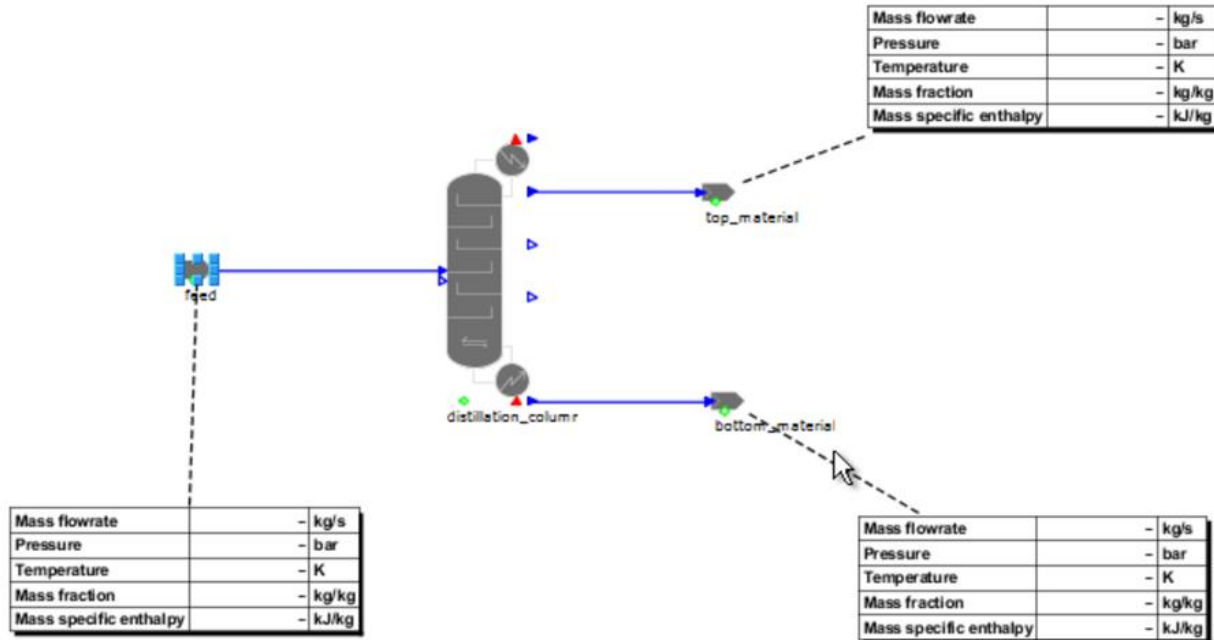 Mass flowrate – kg/s
Pressure – bar
Temperature – K
Mass fraction – kg/kg
Mass specific enthalpy – kJ/kg
top_material
feed
distillation_columr
bottom_material
Mass flowrate – kg/s
Pressure – bar
Temperature – K
Mass fraction – kg/kg
Mass specific enthalpy – kJ/kg
Mass flowrate – kg/s
Pressure – bar
Temperature – K
Mass fraction – kg/kg
Mass specific enthalpy – kJ/kg